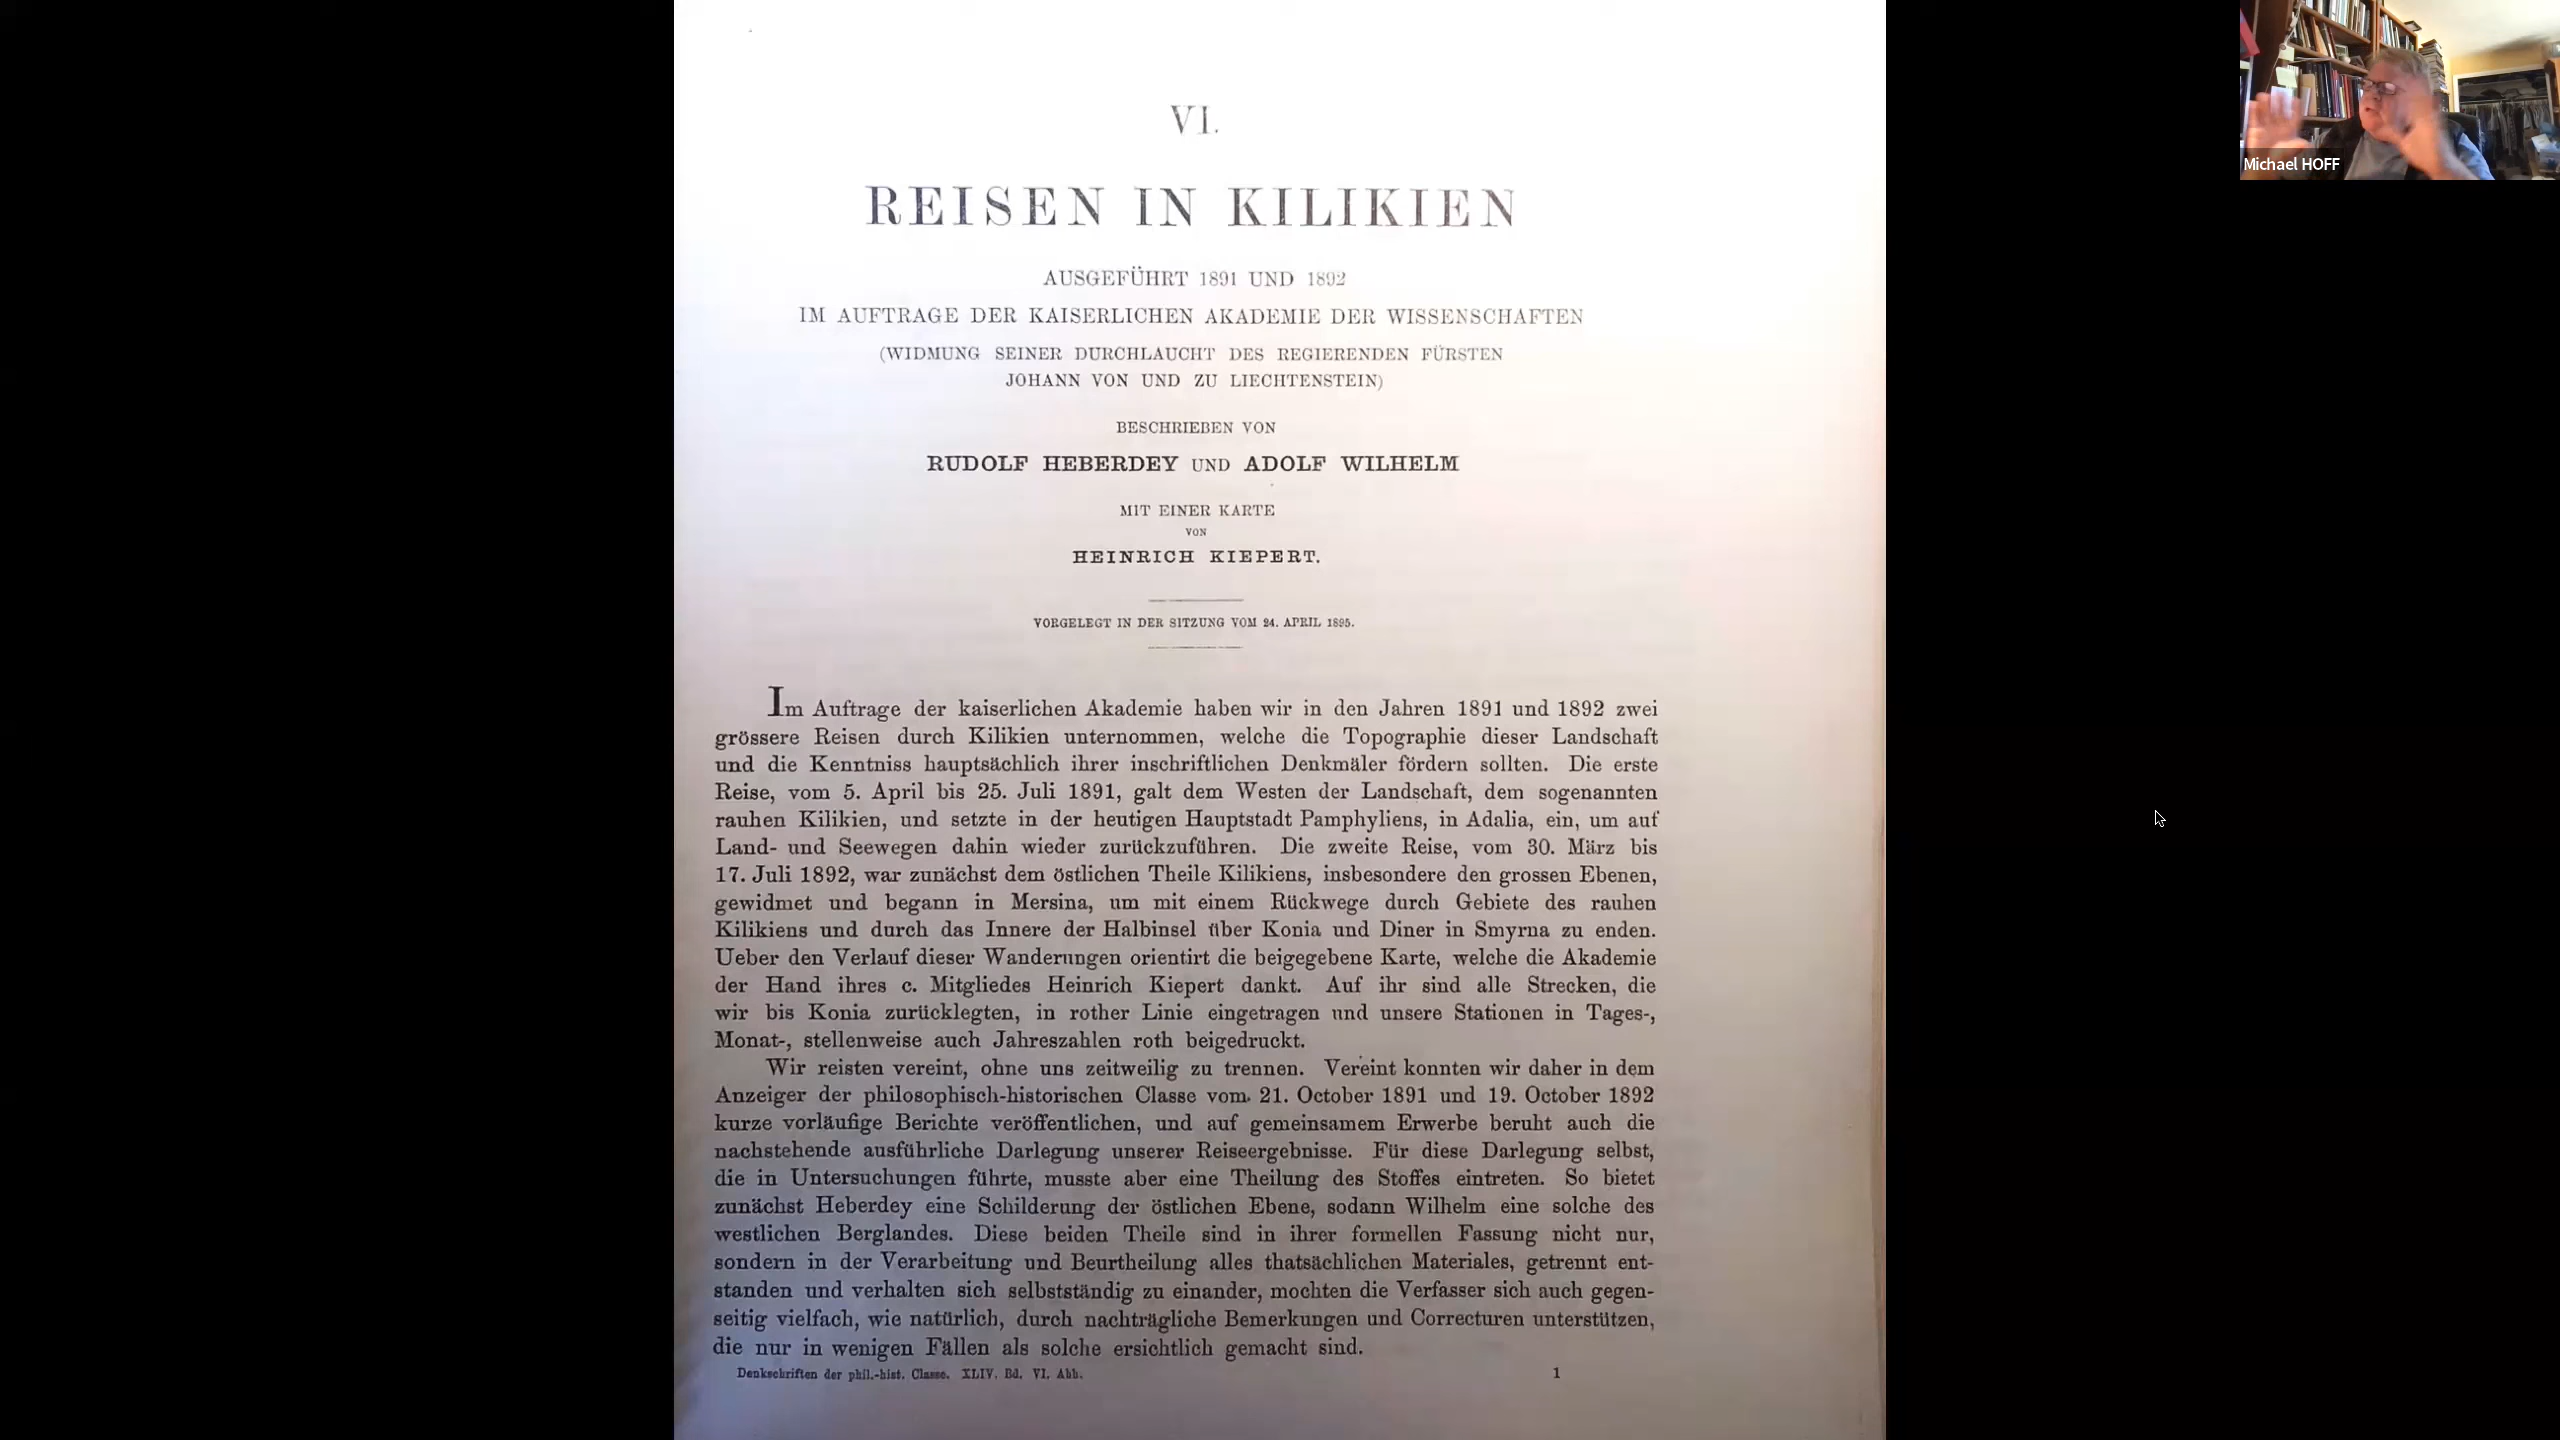 VI.
REISEN IN KILIKIEN
AUSGEFÜHRT 1891 UND 1892
IM AUFTRAGE DER KAISERLICHEN AKADEMIE DER WISSENSCHAFTEN
(WIDMUNG SEINER DURCHLAUCHT DES REGIERENDEN FÜRSTEN
JOHANN VON UND ZU LIECHTENSTEIN)
BESCHRIEBEN VON
RUDOLF HEBERDEY UND ADOLF WILHELM
MIT EINER KARTE
VON
HEINRICH KIEPERT.
VORGELEGT IN DER SITZUNG VOM 24. APRIL 1895.
Im Auftrage der kaiserlichen Akademie haben wir in den Jahren 1891 und 1892 zwei
grössere Reisen durch Kilikien unternommen, welche die Topographie dieser Landschaft
und die Kenntniss hauptsächlich ihrer inschriftlichen Denkmäler fördern sollten. Die erste
Reise, vom 5. April bis 25. Juli 1891, galt dem Westen der Landschaft, dem sogenannten
rauhen Kilikien, und setzte in der heutigen Hauptstadt Pamphyliens, in Adalia, ein, um auf
Land- und Seewegen dahin wieder zurückzuführen. Die zweite Reise, vom 30. März bis
17. Juli 1892, war zunächst dem östlichen Theile Kilikiens, insbesondere den grossen Ebenen,
gewidmet und begann in Mersina, um mit einem Rückwege durch Gebiete des rauhen
Kilikiens und durch das Innere der Halbinsel über Konia und Diner in Smyrna zu enden.
Ueber den Verlauf dieser Wanderungen orientirt die beigegebene Karte, welche die Akademie
der Hand ihres c. Mitgliedes Heinrich Kiepert dankt. Auf ihr sind alle Strecken, die
wir bis Konia zurücklegten, in rother Linie eingetragen und unsere Stationen in Tages-,
Monat-, stellenweise auch Jahreszahlen roth beigedruckt.
Wir reisten vereint, ohne uns zeitweilig zu trennen. Vereint konnten wir daher in dem
Anzeiger der philosophisch-historischen Classe vom 21. October 1891 und 19. October 1892
kurze vorläufige Berichte veröffentlichen, und auf gemeinsamem Erwerbe beruht auch die
nachstehende ausführliche Darlegung unserer Reiseergebnisse. Für diese Darlegung selbst,
die in Untersuchungen führte, musste aber eine Theilung des Stoffes eintreten. So bietet
zunächst Heberdey eine Schilderung der östlichen Ebene, sodann Wilhelm eine solche des
westlichen Berglandes. Diese beiden Theile sind in ihrer formellen Fassung nicht nur,
sondern in der Verarbeitung und Beurtheilung alles thatsächlichen Materiales, getrennt ent-
standen und verhalten sich selbstständig zu einander, mochten die Verfasser sich auch gegen-
seitig vielfach, wie natürlich, durch nachträgliche Bemerkungen und Correcturen unterstützen,
die nur in wenigen Fällen als solche ersichtlich gemacht sind.
Denkschriften der phil.-hist. Classe. XLIV. Bd. VI. Abh. 1
Michael HOFF